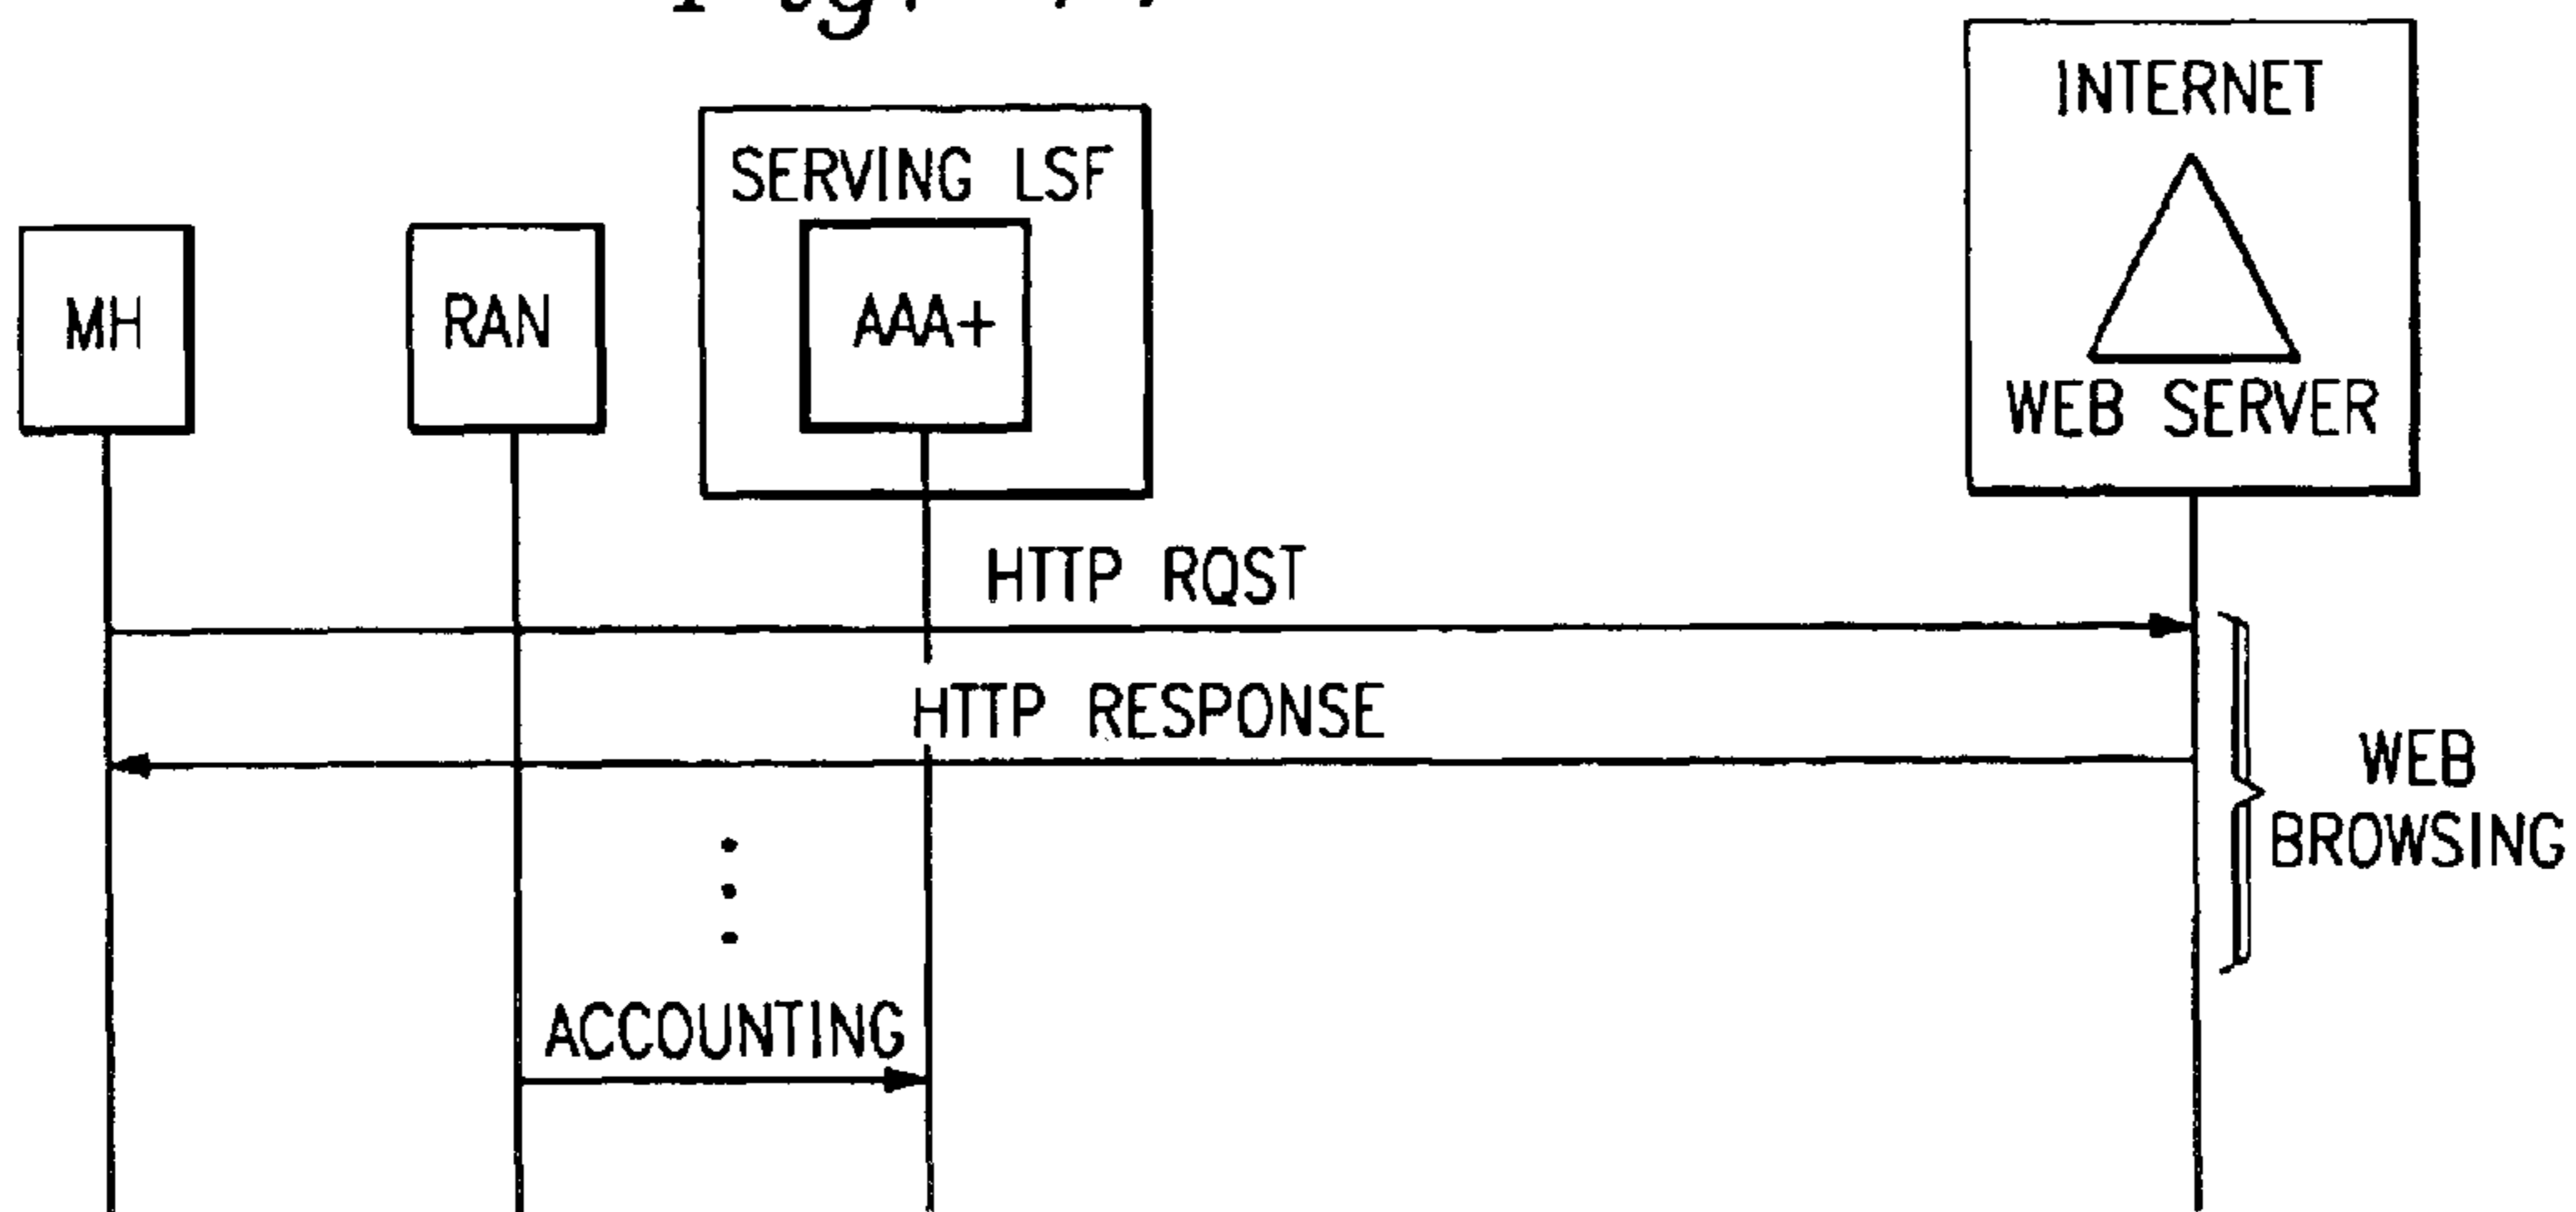 INTERNET
SERVING LSF
MH
RAN
AAA+
WEB SERVER
HTTP RQST
HTTP RESPONSE
WEB
BROWSING
ACCOUNTING